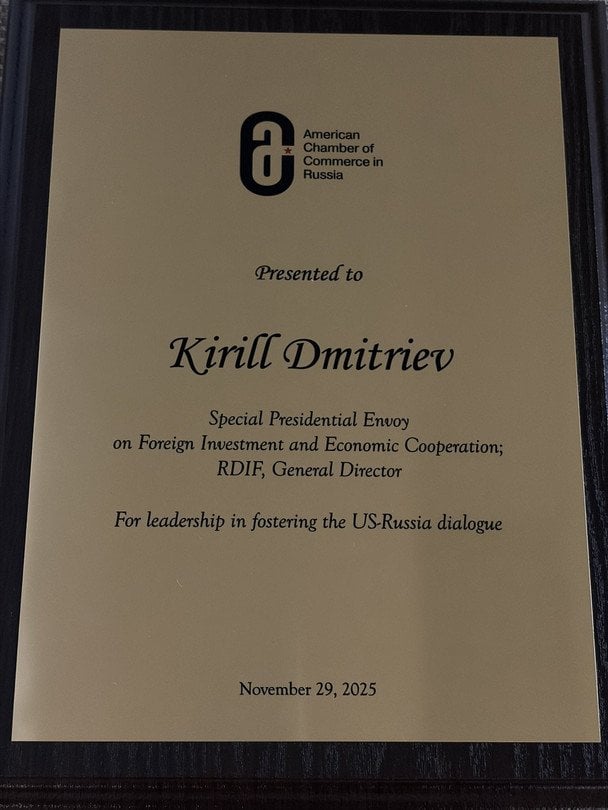 American
Chamber of
Commerce in
Russia
Presented to
Kirill Dmitriev
Special Presidential Envoy
on Foreign Investment and Economic Cooperation;
RDIF, General Director
For leadership in fostering the US-Russia dialogue
November 29, 2025